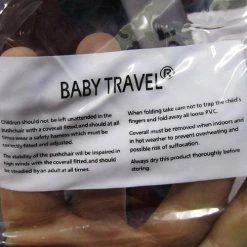 BABY TRAVEL®
Children should not be left unattended in the
pushchair with a coverall fitted,and should at all
times wear a safety harness which must be
correctly fitted and adjusted.
The stability of the pushchair will be impaired in
high winds with the coverall fitted,and should
be steadied by an adult at all times.
When folding take care not to trap the child's
fingers and fold away all loose P.V.C.
Coverall must be removed when indoors and
in hot weather to prevent overheating and
possible risk of suffocation.
Always dry this product thoroughly before
storing.